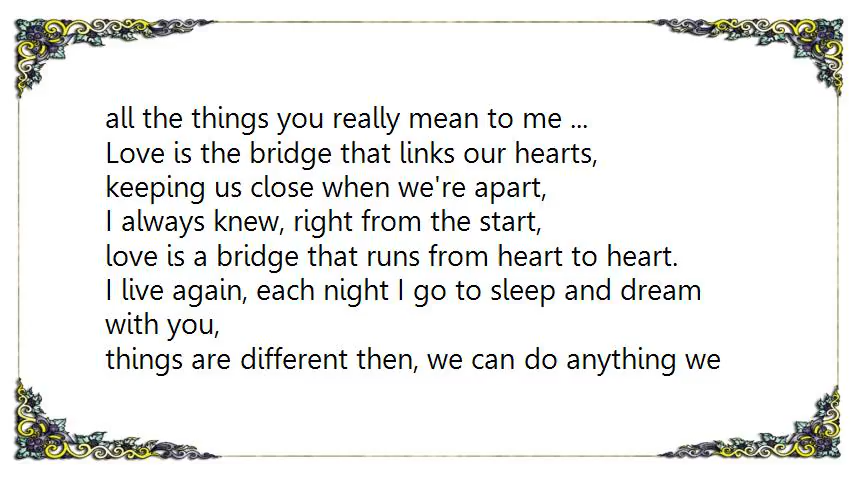 all the things you really mean to me ...
Love is the bridge that links our hearts,
keeping us close when we're apart,
I always knew, right from the start,
love is a bridge that runs from heart to heart.
I live again, each night I go to sleep and dream
with you,
things are different then, we can do anything we